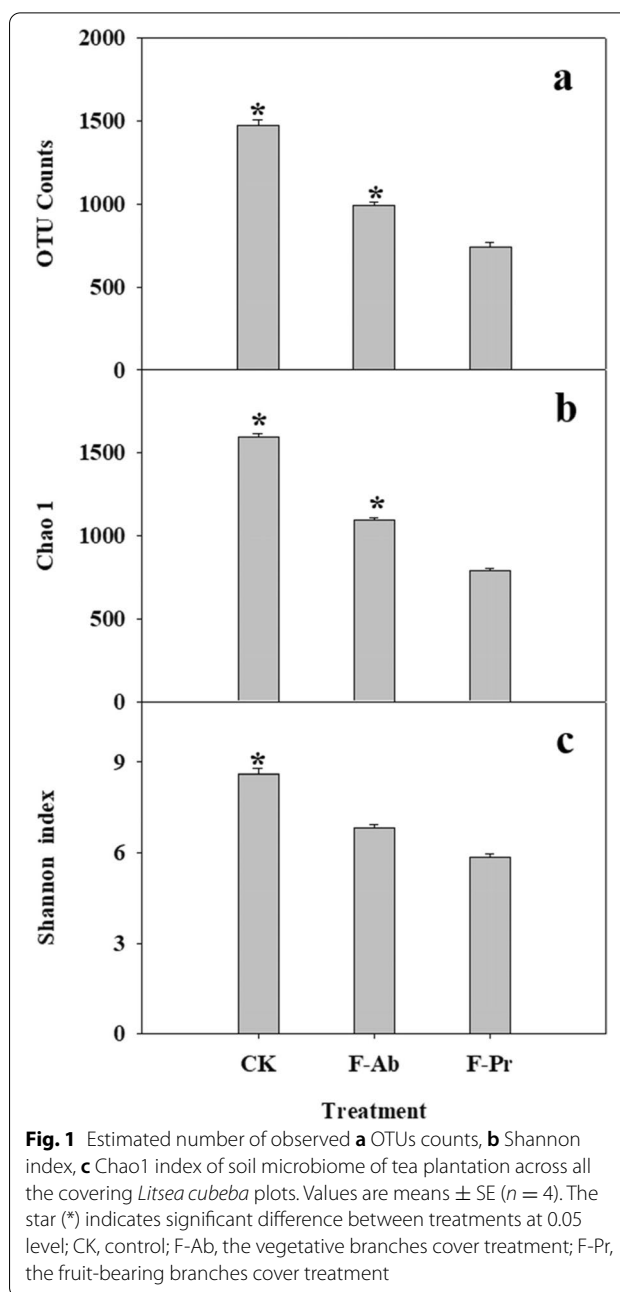 2000
a
*
1500
*
OTU Counts
1000
500
0
b
*
1500
*
Chao 1
1000
500
0
c
*
9
Shannon index
6
3
0
CK F-Ab F-Pr
Treatment
Fig. 1 Estimated number of observed a OTUs counts, b Shannon
index, c Chao1 index of soil microbiome of tea plantation across all
the covering Litsea cubeba plots. Values are means ± SE (n = 4). The
star (*) indicates significant difference between treatments at 0.05
level; CK, control; F-Ab, the vegetative branches cover treatment; F-Pr,
the fruit-bearing branches cover treatment